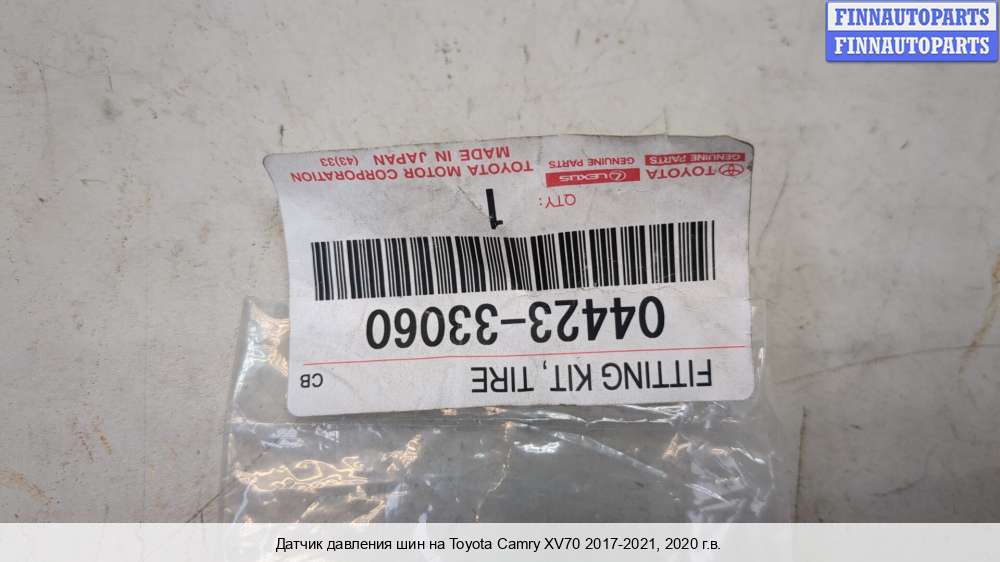 FINNAUTOPARTS
FINNAUTOPARTS
FITTING KIT, TIRE
CB
04423-33060
QTY:
1
TOYOTA
GENUINE PARTS
LEXUS
GENUINE PARTS
TOYOTA MOTOR CORPORATION
MADE IN JAPAN (43)33
Датчик давления шин на Toyota Camry XV70 2017-2021, 2020 г.в.